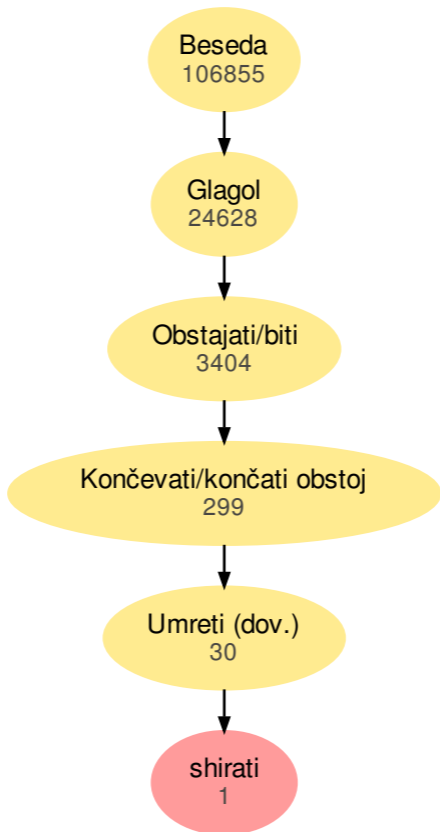 Beseda
106855
Glagol
24628
Obstajati/biti
3404
Končevati/končati obstoj
299
Umreti (dov.)
30
shirati
1